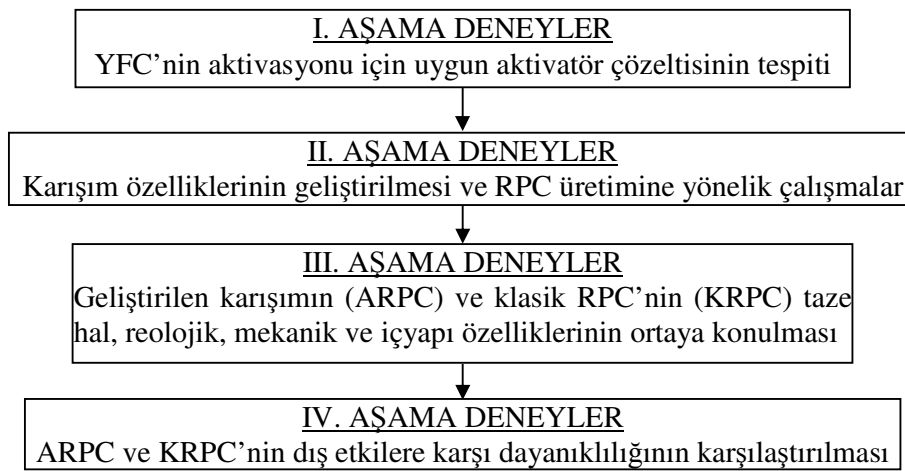 I. AŞAMA DENEYLER
YFC’nin aktivasyonu için uygun aktivatör çözeltisinin tespiti
II. AŞAMA DENEYLER
Karışım özelliklerinin geliştirilmesi ve RPC üretimine yönelik çalışmalar
III. AŞAMA DENEYLER
Geliştirilen karışımın (ARPC) ve klasik RPC’nin (KRPC) taze
hal, reolojik, mekanik ve içyapı özelliklerinin ortaya konulması
IV. AŞAMA DENEYLER
ARPC ve KRPC’nin dış etkilere karşı dayanıklılığının karşılaştırılması